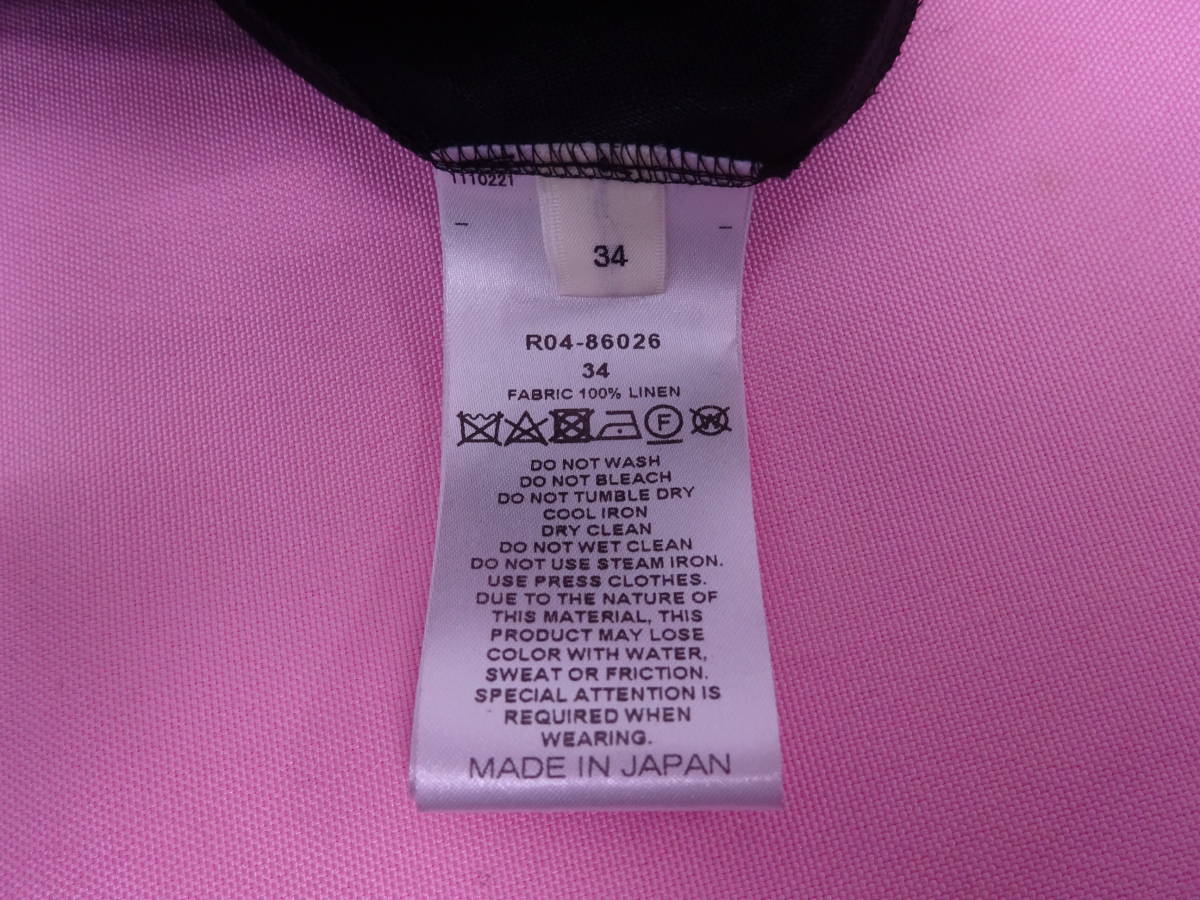 1110221
34
R04-86026
34
FABRIC 100% LINEN
F W
DO NOT WASH
DO NOT BLEACH
DO NOT TUMBLE DRY
COOL IRON
DRY CLEAN
DO NOT WET CLEAN
DO NOT USE STEAM IRON.
USE PRESS CLOTHES.
DUE TO THE NATURE OF
THIS MATERIAL, THIS
PRODUCT MAY LOSE
COLOR WITH WATER,
SWEAT OR FRICTION.
SPECIAL ATTENTION IS
REQUIRED WHEN
WEARING.
MADE IN JAPAN